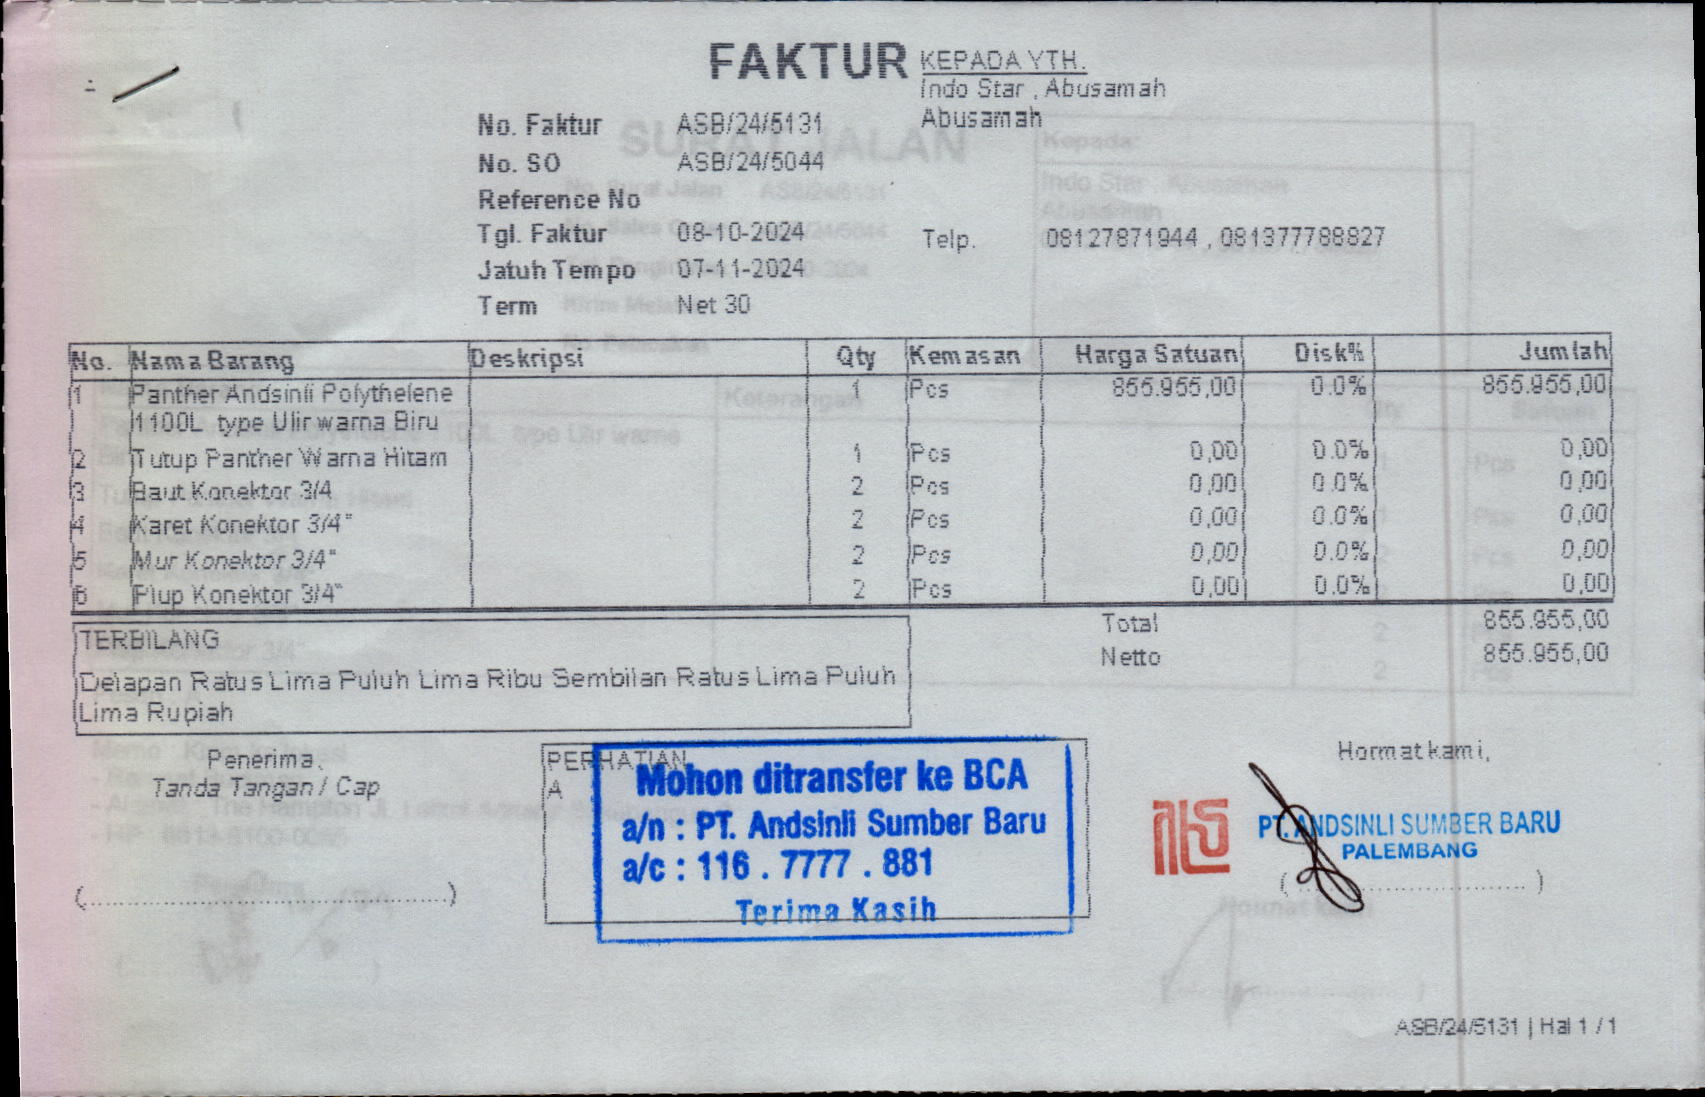 FAKTUR
KEPADA YTH.
Indo Star , Abusamah
Abusamah
No. Faktur ASB/24/5131
No. SO ASB/24/5044
Reference No
Tgl. Faktur 08-10-2024 Telp. 08127871944 , 081377788827
Jatuh Tempo 07-11-2024
Term Net 30
No. Nama Barang Deskripsi Qty Kemasan Harga Satuan Disk% Jumlah
1 Panther Andsinli Polythelene 1 Pcs 855.955,00 0.0% 855.955,00
1100L type Ulir warna Biru
2 Tutup Panther Warna Hitam 1 Pcs 0,00 0.0% 0,00
3 Baut Konektor 3/4 2 Pcs 0,00 0.0% 0,00
4 Karet Konektor 3/4" 2 Pcs 0,00 0.0% 0,00
5 Mur Konektor 3/4" 2 Pcs 0,00 0.0% 0,00
6 Plup Konektor 3/4" 2 Pcs 0,00 0.0% 0,00
Total 855.955,00
Netto 855.955,00
TERBILANG
Delapan Ratus Lima Puluh Lima Ribu Sembilan Ratus Lima Puluh
Lima Rupiah
Penerima,
Tanda Tangan / Cap
PERHATIAN
A
Mohon ditransfer ke BCA
a/n : PT. Andsinli Sumber Baru
a/c : 116 . 7777 . 881
Terima Kasih
Hormat kami,
PT. ANDSINLI SUMBER BARU
PALEMBANG
ASB/24/5131 | Hal 1 / 1